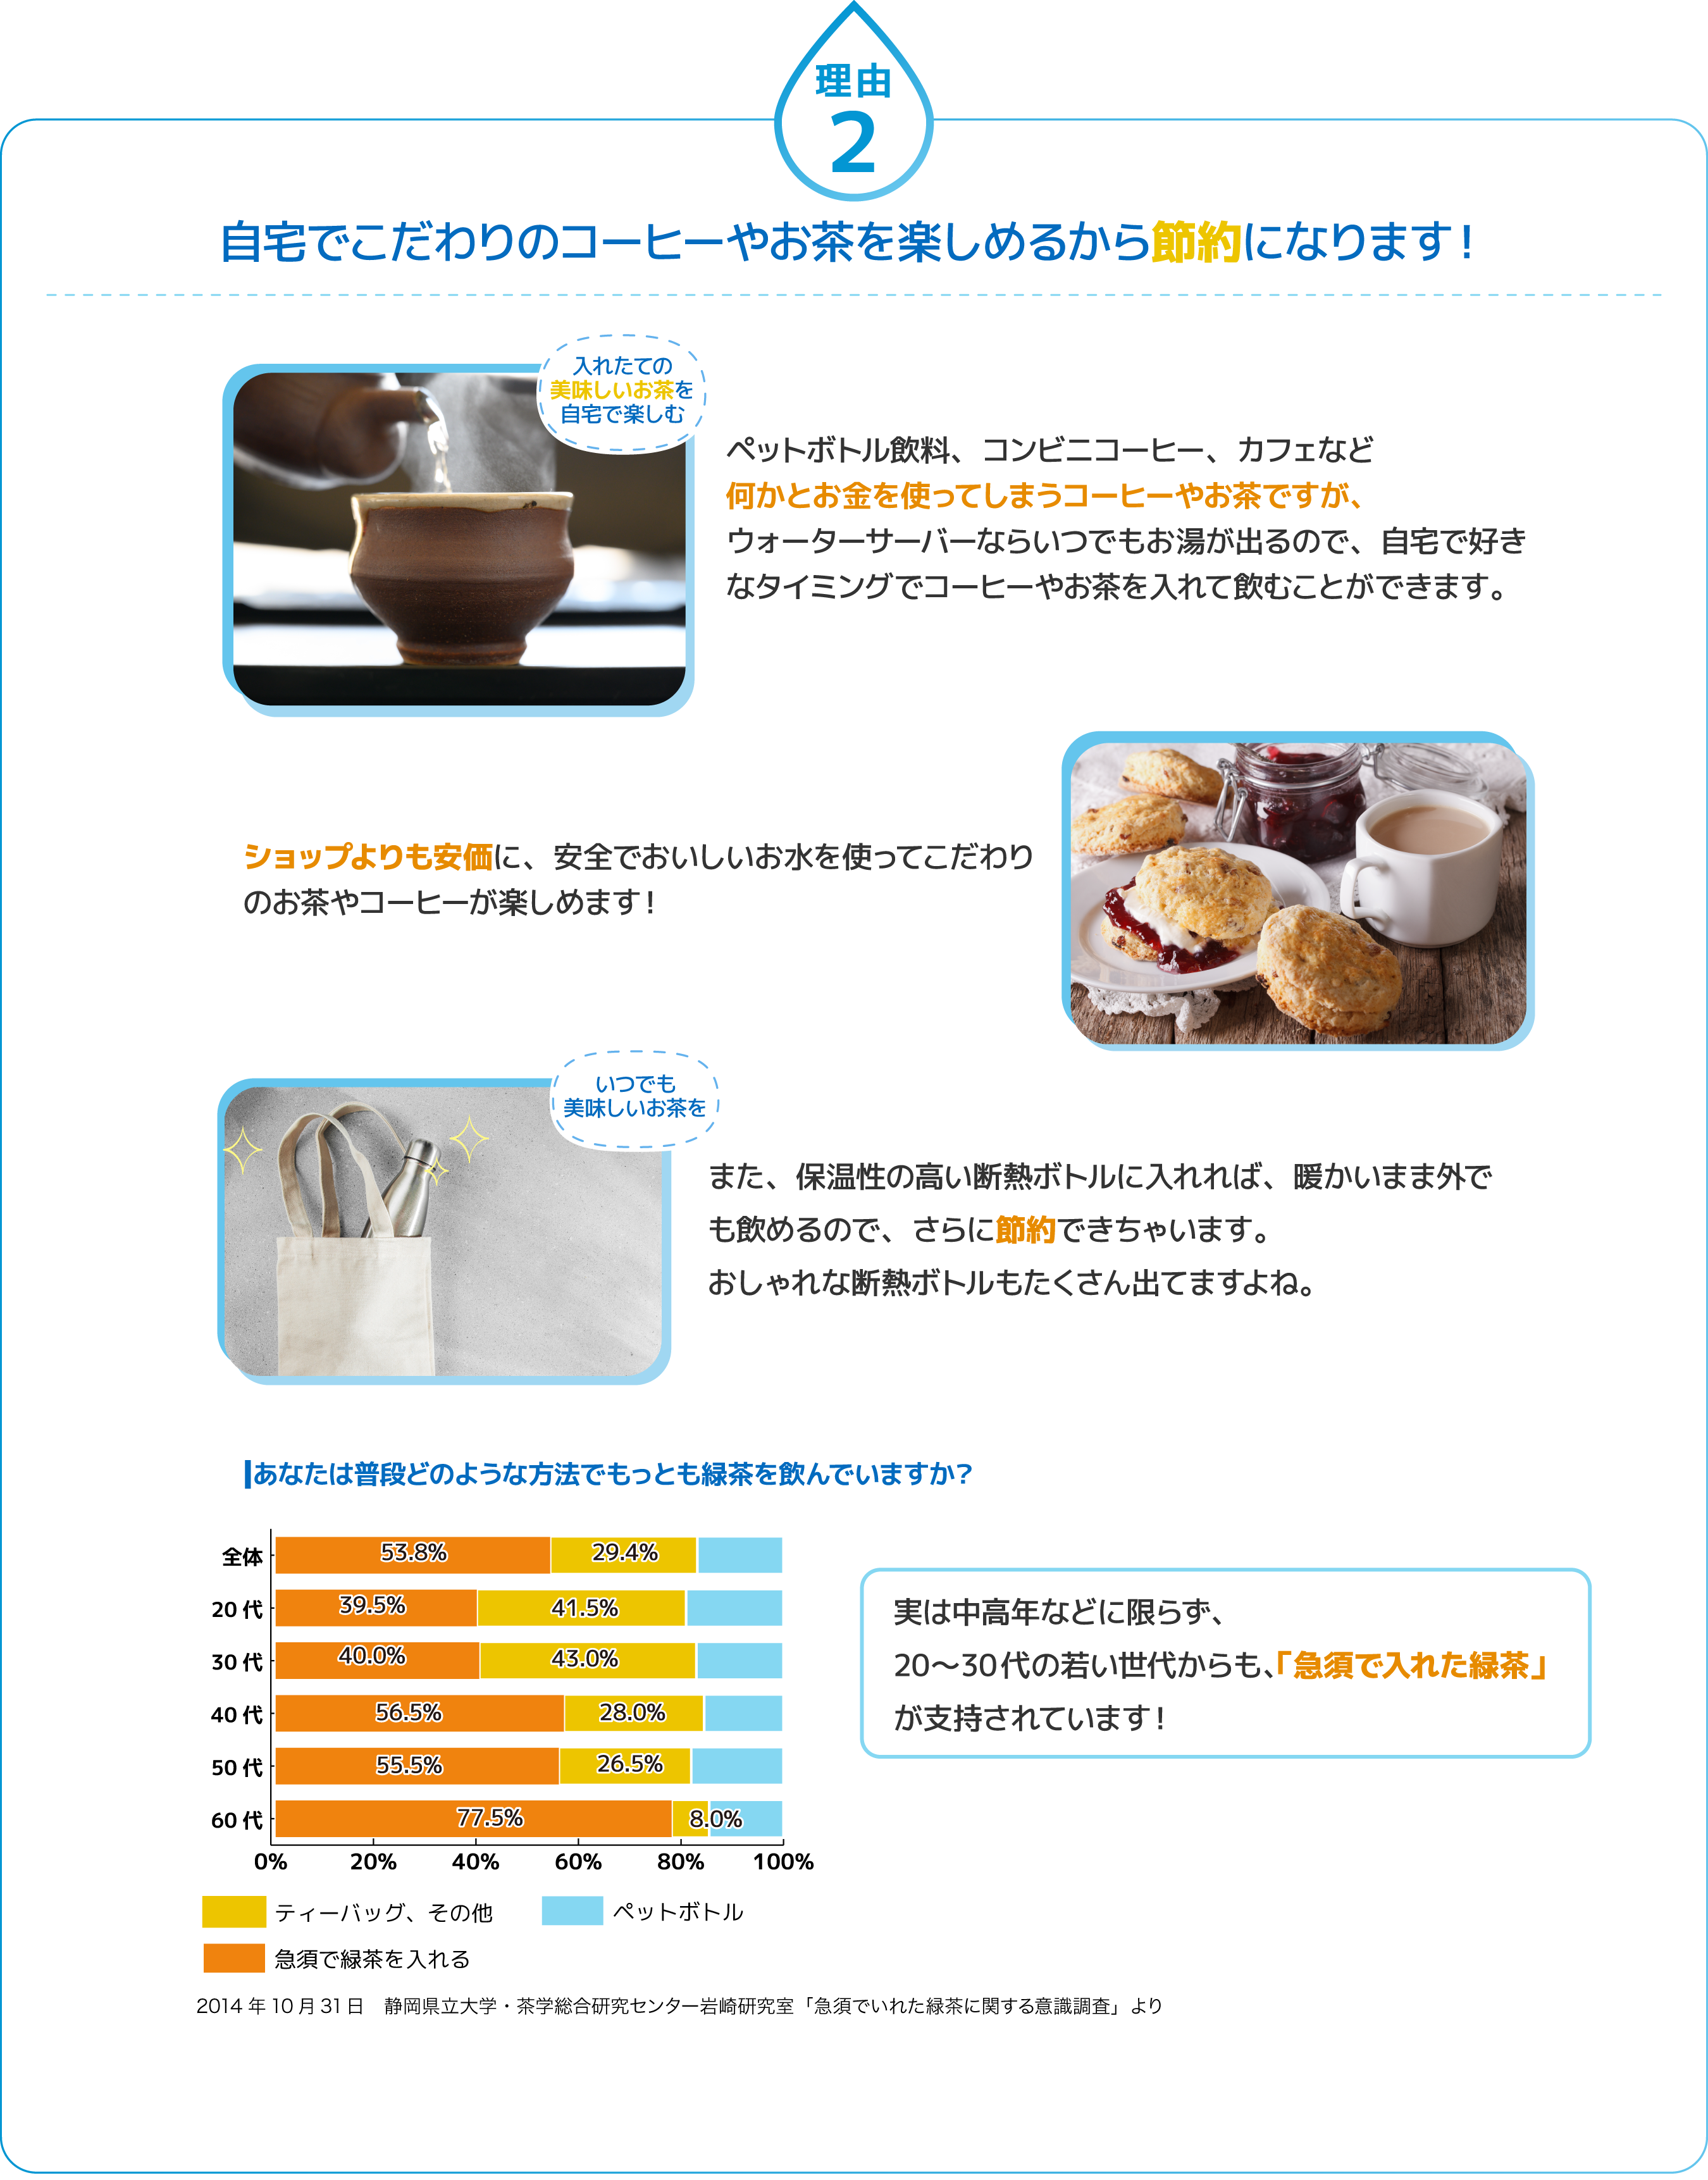 理由
2
自宅でこだわりのコーヒーやお茶を楽しめるから節約になります！
入れたての
美味しいお茶を
自宅で楽しむ
ペットボトル飲料、コンビニコーヒー、カフェなど
何かとお金を使ってしまうコーヒーやお茶ですが、
ウォーターサーバーならいつでもお湯が出るので、自宅で好き
なタイミングでコーヒーやお茶を入れて飲むことができます。
ショップよりも安価に、安全でおいしいお水を使ってこだわり
のお茶やコーヒーが楽しめます！
いつでも
美味しいお茶を
また、保温性の高い断熱ボトルに入れれば、暖かいまま外で
も飲めるので、さらに節約できちゃいます。
おしゃれな断熱ボトルもたくさん出てますよね。
あなたは普段どのような方法でもっとも緑茶を飲んでいますか？
全体 53.8% 29.4%
20代 39.5% 41.5%
30代 40.0% 43.0%
40代 56.5% 28.0%
50代 55.5% 26.5%
60代 77.5% 8.0%
0% 20% 40% 60% 80% 100%
ティーバッグ、その他 ペットボトル
急須で緑茶を入れる
実は中高年などに限らず、
20〜30代の若い世代からも、「急須で入れた緑茶」
が支持されています！
2014年10月31日　静岡県立大学・茶学総合研究センター岩崎研究室「急須でいれた緑茶に関する意識調査」より